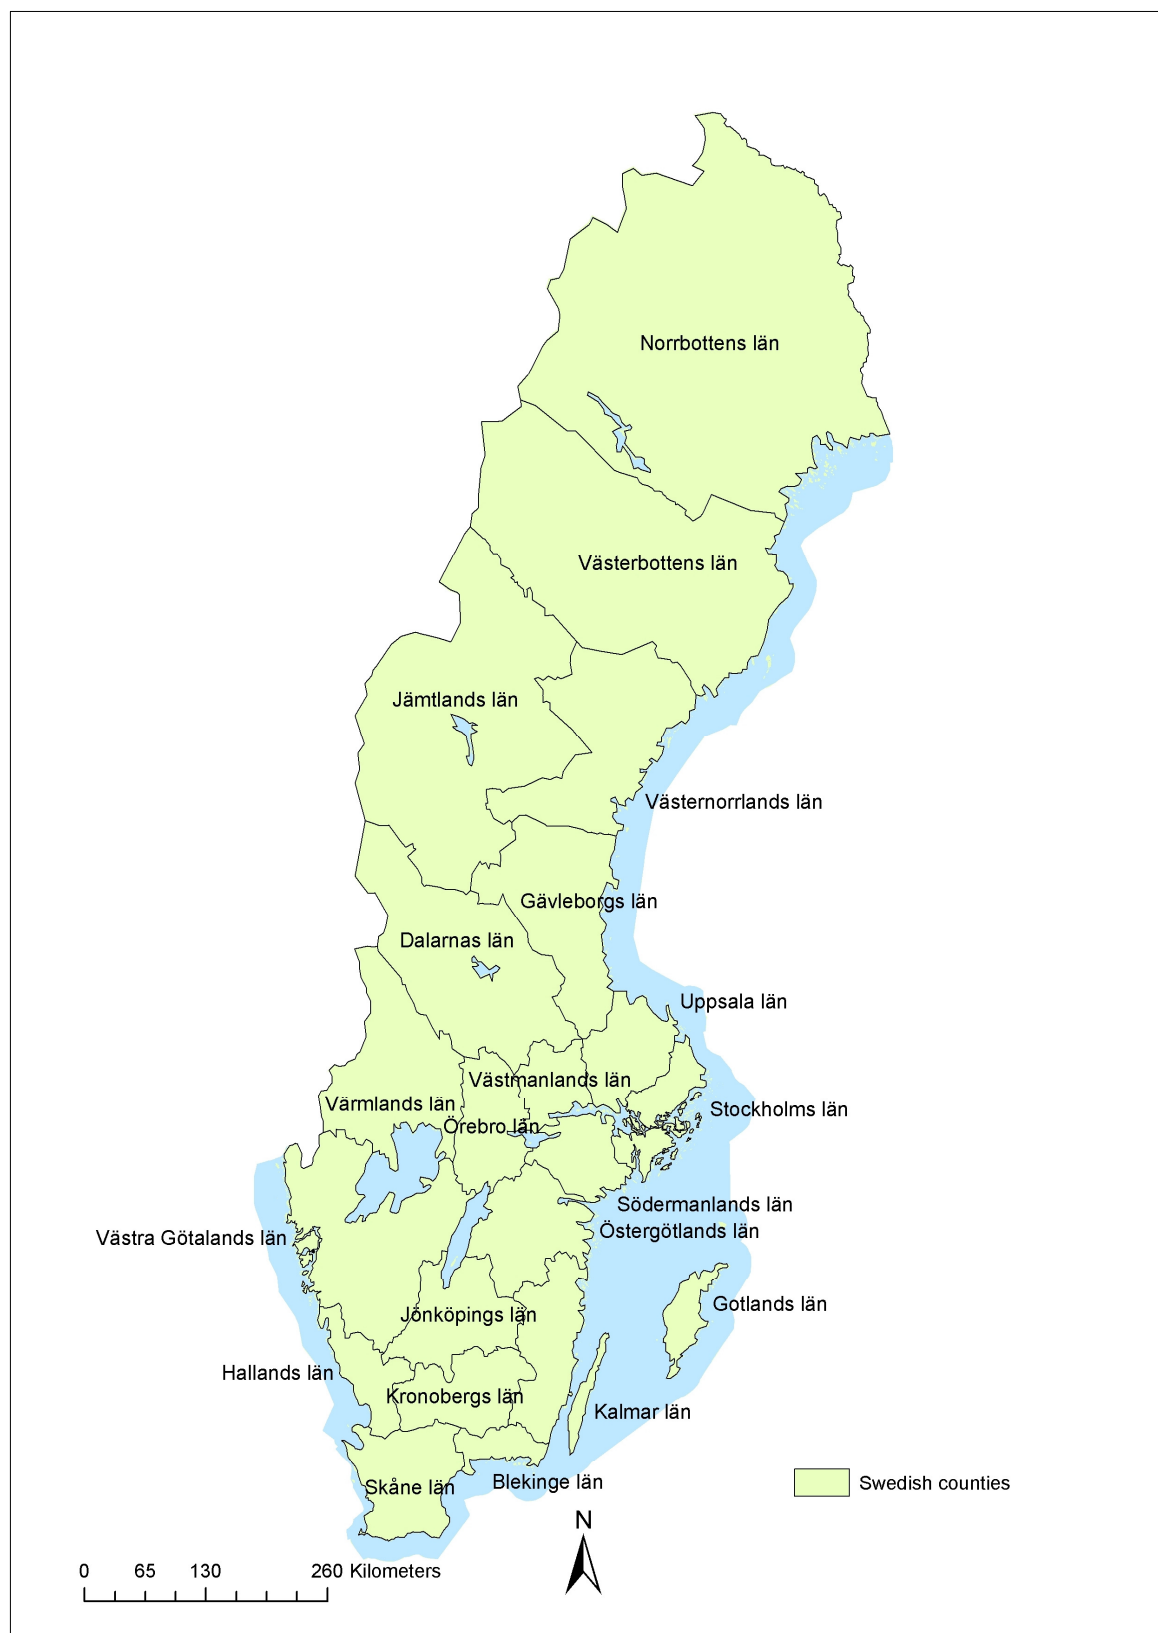 Norrbottens län
Västerbottens län
Jämtlands län
Västernorrlands län
Gävleborgs län
Dalarnas län
Uppsala län
Västmanlands län
Värmlands län
Stockholms län
Örebro län
Södermanlands län
Östergötlands län
Västra Götalands län
Gotlands län
Jönköpings län
Hallands län
Kronobergs län
Kalmar län
Blekinge län
Skåne län
Swedish counties
N
0 65 130 260 Kilometers